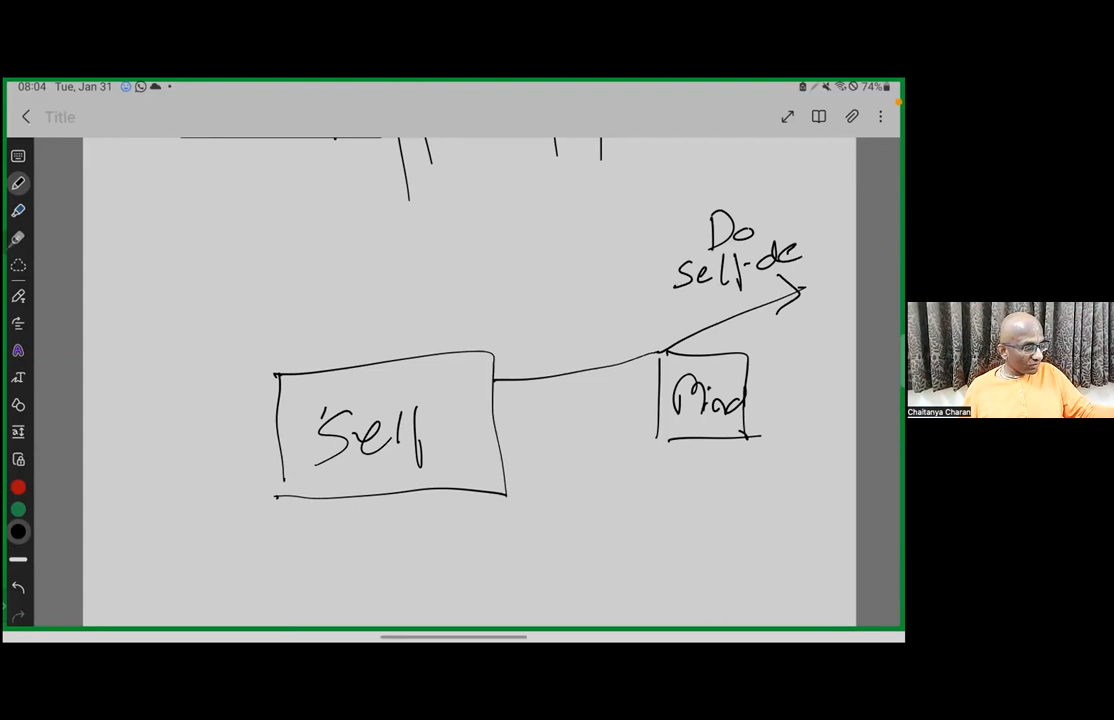 08:04 Tue, Jan 31
74%
Title
Do
self-de
Self
Mind
Chaitanya Charan